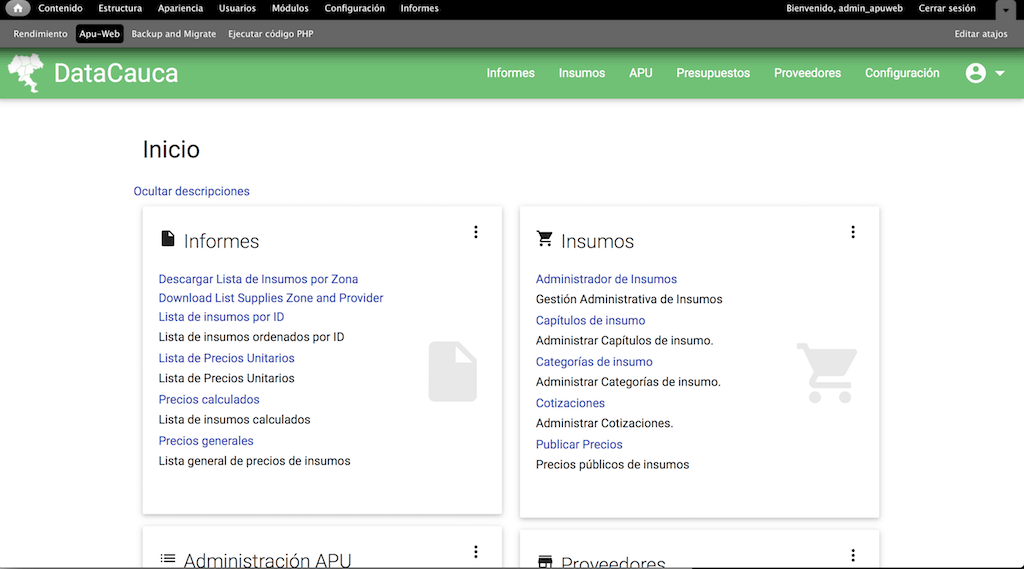 Contenido Estructura Apariencia Usuarios Módulos Configuración Informes Bienvenido, admin_apuweb Cerrar sesión
Rendimiento Apu-Web Backup and Migrate Ejecutar código PHP Editar atajos
DataCauca Informes Insumos APU Presupuestos Proveedores Configuración
Inicio
Ocultar descripciones
Informes
Descargar Lista de Insumos por Zona
Download List Supplies Zone and Provider
Lista de insumos por ID
Lista de insumos ordenados por ID
Lista de Precios Unitarios
Lista de Precios Unitarios
Precios calculados
Lista de insumos calculados
Precios generales
Lista general de precios de insumos
Insumos
Administrador de Insumos
Gestión Administrativa de Insumos
Capítulos de insumo
Administrar Capítulos de insumo.
Categorías de insumo
Administrar Categorías de insumo.
Cotizaciones
Administrar Cotizaciones.
Publicar Precios
Precios públicos de insumos
Administración APU
Proveedores